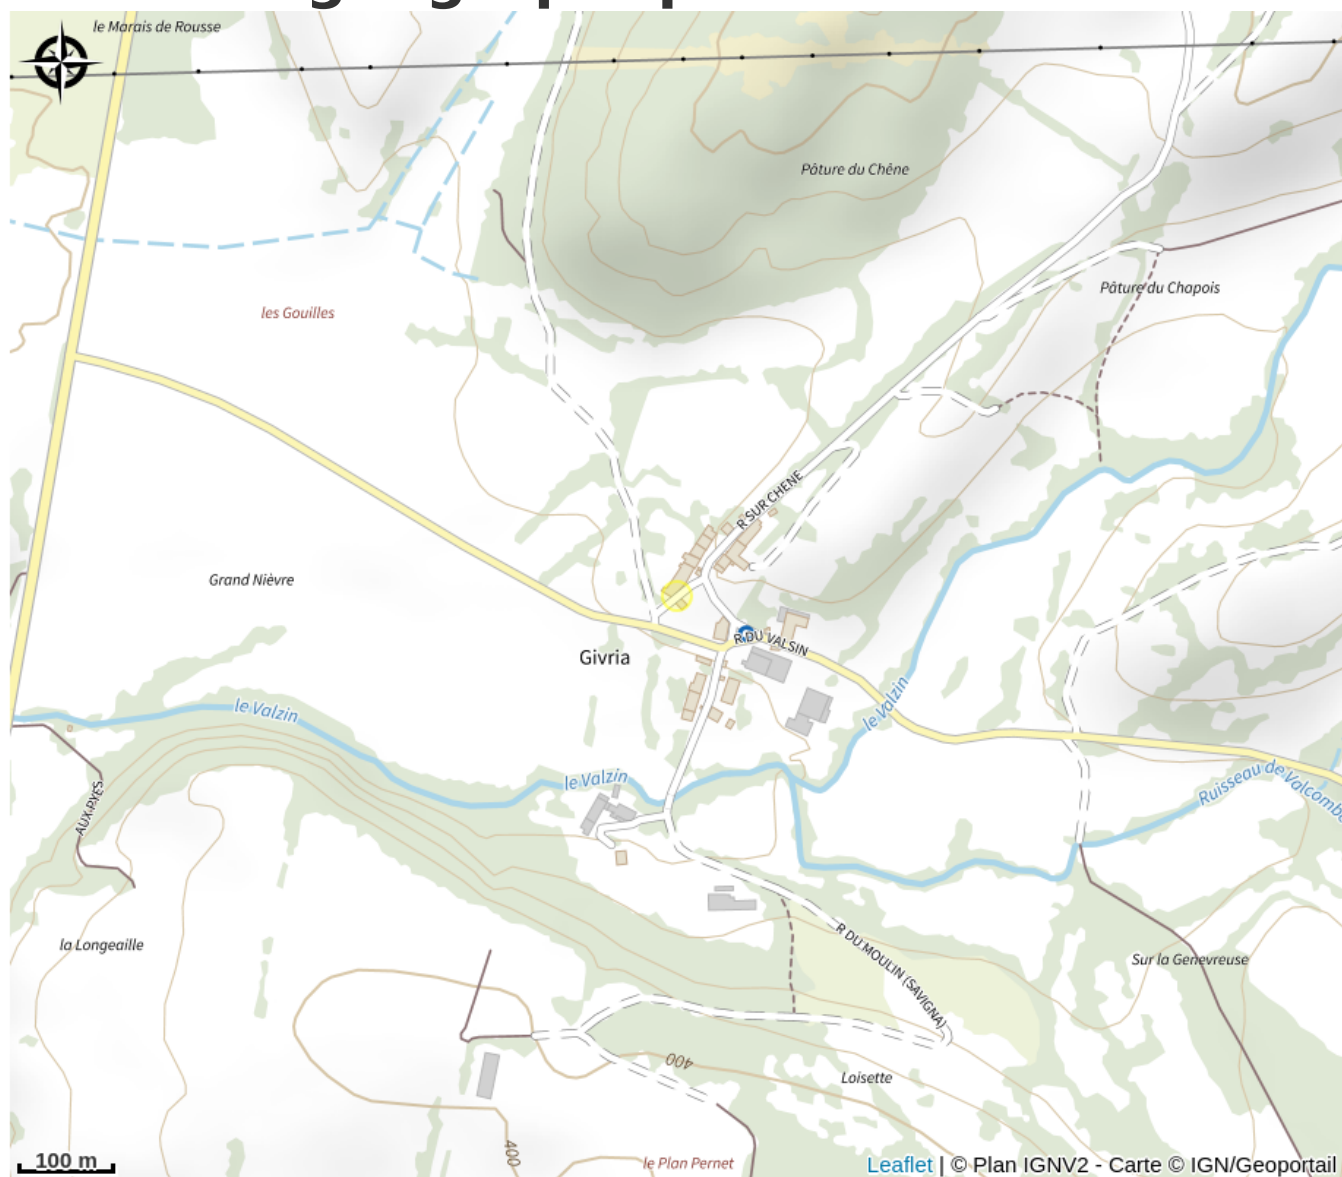 le Marais de Rousse
Pâture du Chêne
Pâture du Chapois
les Gouilles
R SUR CHENE
Grand Nièvre
R DU VALSIN
Givria
le Valzin
le Valzin
le Valzin
Ruisseau de Valcombe
AUX PYES
la Longeaille
R DU MOULIN (SAVIGNA)
Sur la Genevreuse
400
Loisette
400
le Plan Pernet
100 m
Leaflet | © Plan IGNV2 - Carte © IGN/Geoportail